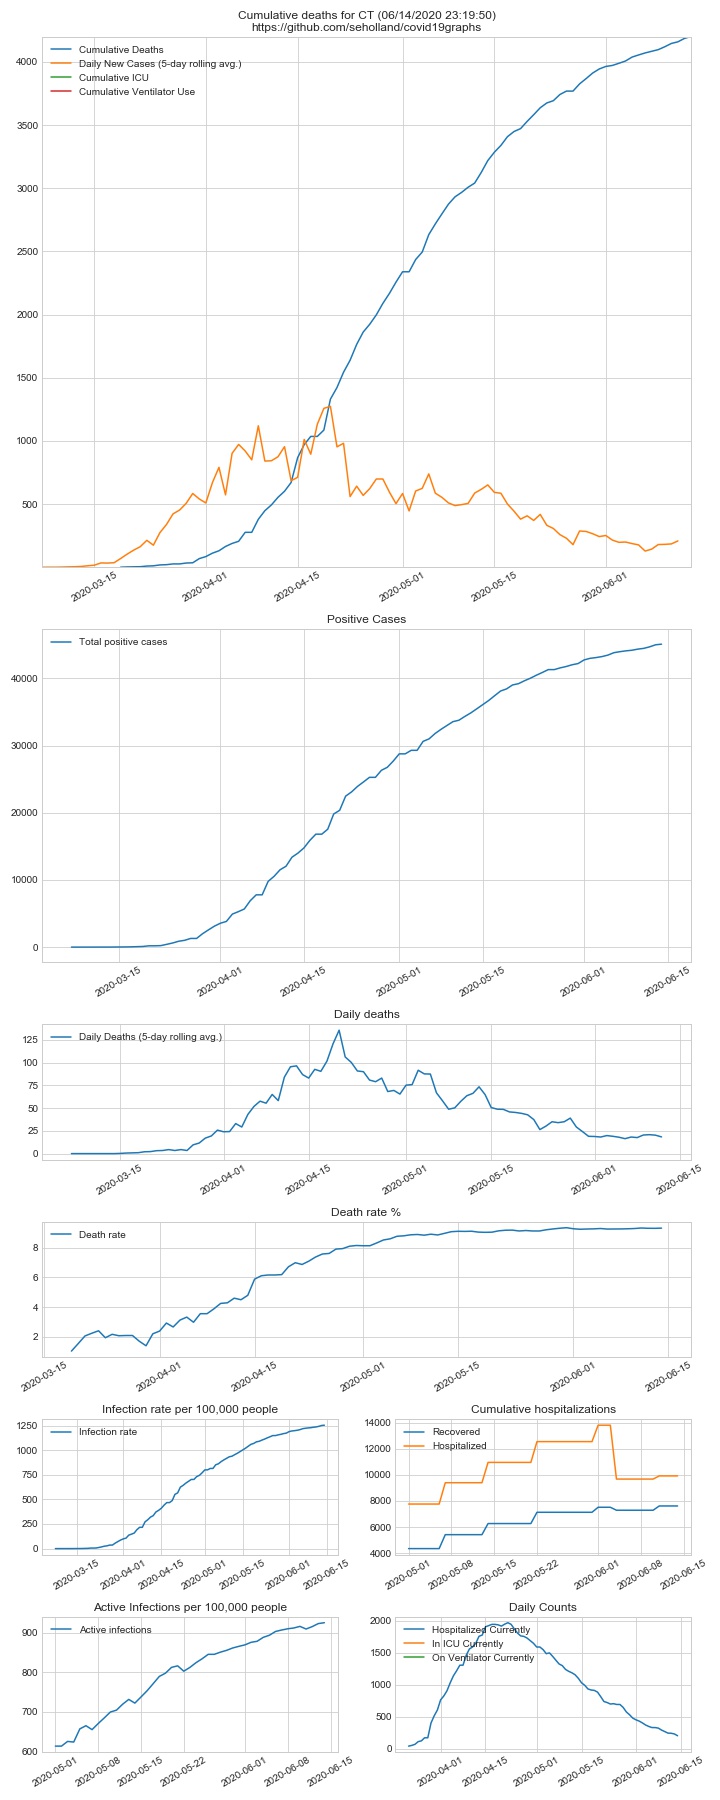 Cumulative deaths for CT (06/14/2020 23:19:50)
https://github.com/seholland/covid19graphs
Cumulative Deaths
Daily New Cases (5-day rolling avg.)
Cumulative ICU
Cumulative Ventilator Use
4000
3500
3000
2500
2000
1500
1000
500
2020-03-15 2020-04-01 2020-04-15 2020-05-01 2020-05-15 2020-06-01
Positive Cases
Total positive cases
40000
30000
20000
10000
0
2020-03-15 2020-04-01 2020-04-15 2020-05-01 2020-05-15 2020-06-01 2020-06-15
Daily deaths
Daily Deaths (5-day rolling avg.)
125
100
75
50
25
0
2020-03-15 2020-04-01 2020-04-15 2020-05-01 2020-05-15 2020-06-01 2020-06-15
Death rate %
Death rate
8
6
4
2
2020-03-15 2020-04-01 2020-04-15 2020-05-01 2020-05-15 2020-06-01 2020-06-15
Infection rate per 100,000 people
Infection rate
1250
1000
750
500
250
0
2020-03-15 2020-04-01 2020-04-15 2020-05-01 2020-05-15 2020-06-01 2020-06-15
Cumulative hospitalizations
Recovered
Hospitalized
14000
12000
10000
8000
6000
4000
2020-05-01 2020-05-08 2020-05-15 2020-05-22 2020-06-01 2020-06-08 2020-06-15
Active Infections per 100,000 people
Active infections
900
800
700
600
2020-05-01 2020-05-08 2020-05-15 2020-05-22 2020-06-01 2020-06-08 2020-06-15
Daily Counts
Hospitalized Currently
In ICU Currently
On Ventilator Currently
2000
1500
1000
500
0
2020-04-01 2020-04-15 2020-05-01 2020-05-15 2020-06-01 2020-06-15